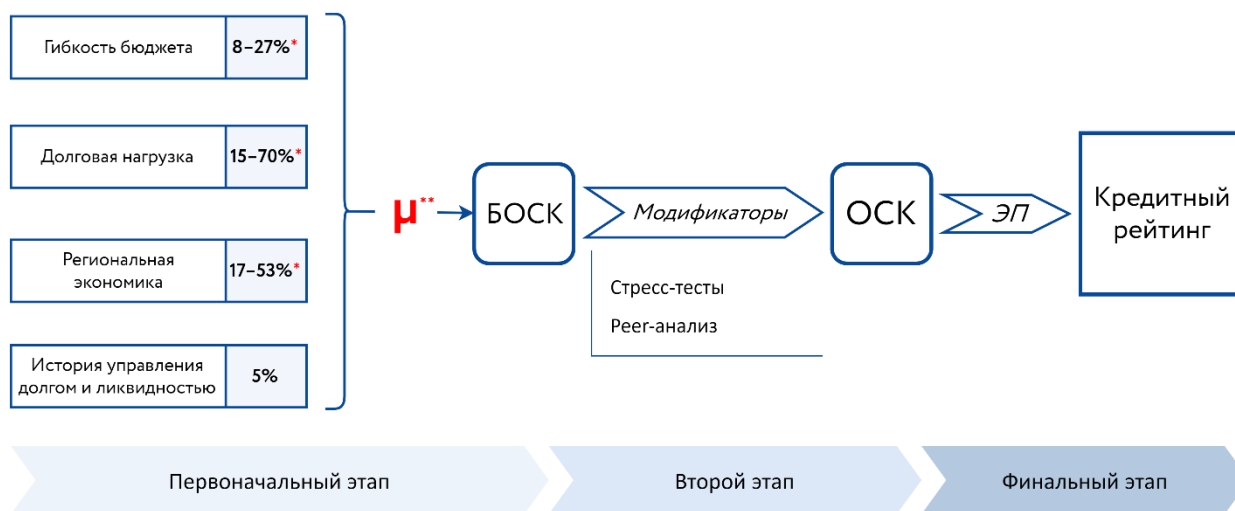 Гибкость бюджета
8–27%*
Долговая нагрузка
15–70%*
Региональная
экономика
17–53%*
История управления
долгом и ликвидностью
5%
μ**
БОСК
Модификаторы
Стресс-тесты
Peer-анализ
ОСК
ЭП
Кредитный
рейтинг
Первоначальный этап
Второй этап
Финальный этап